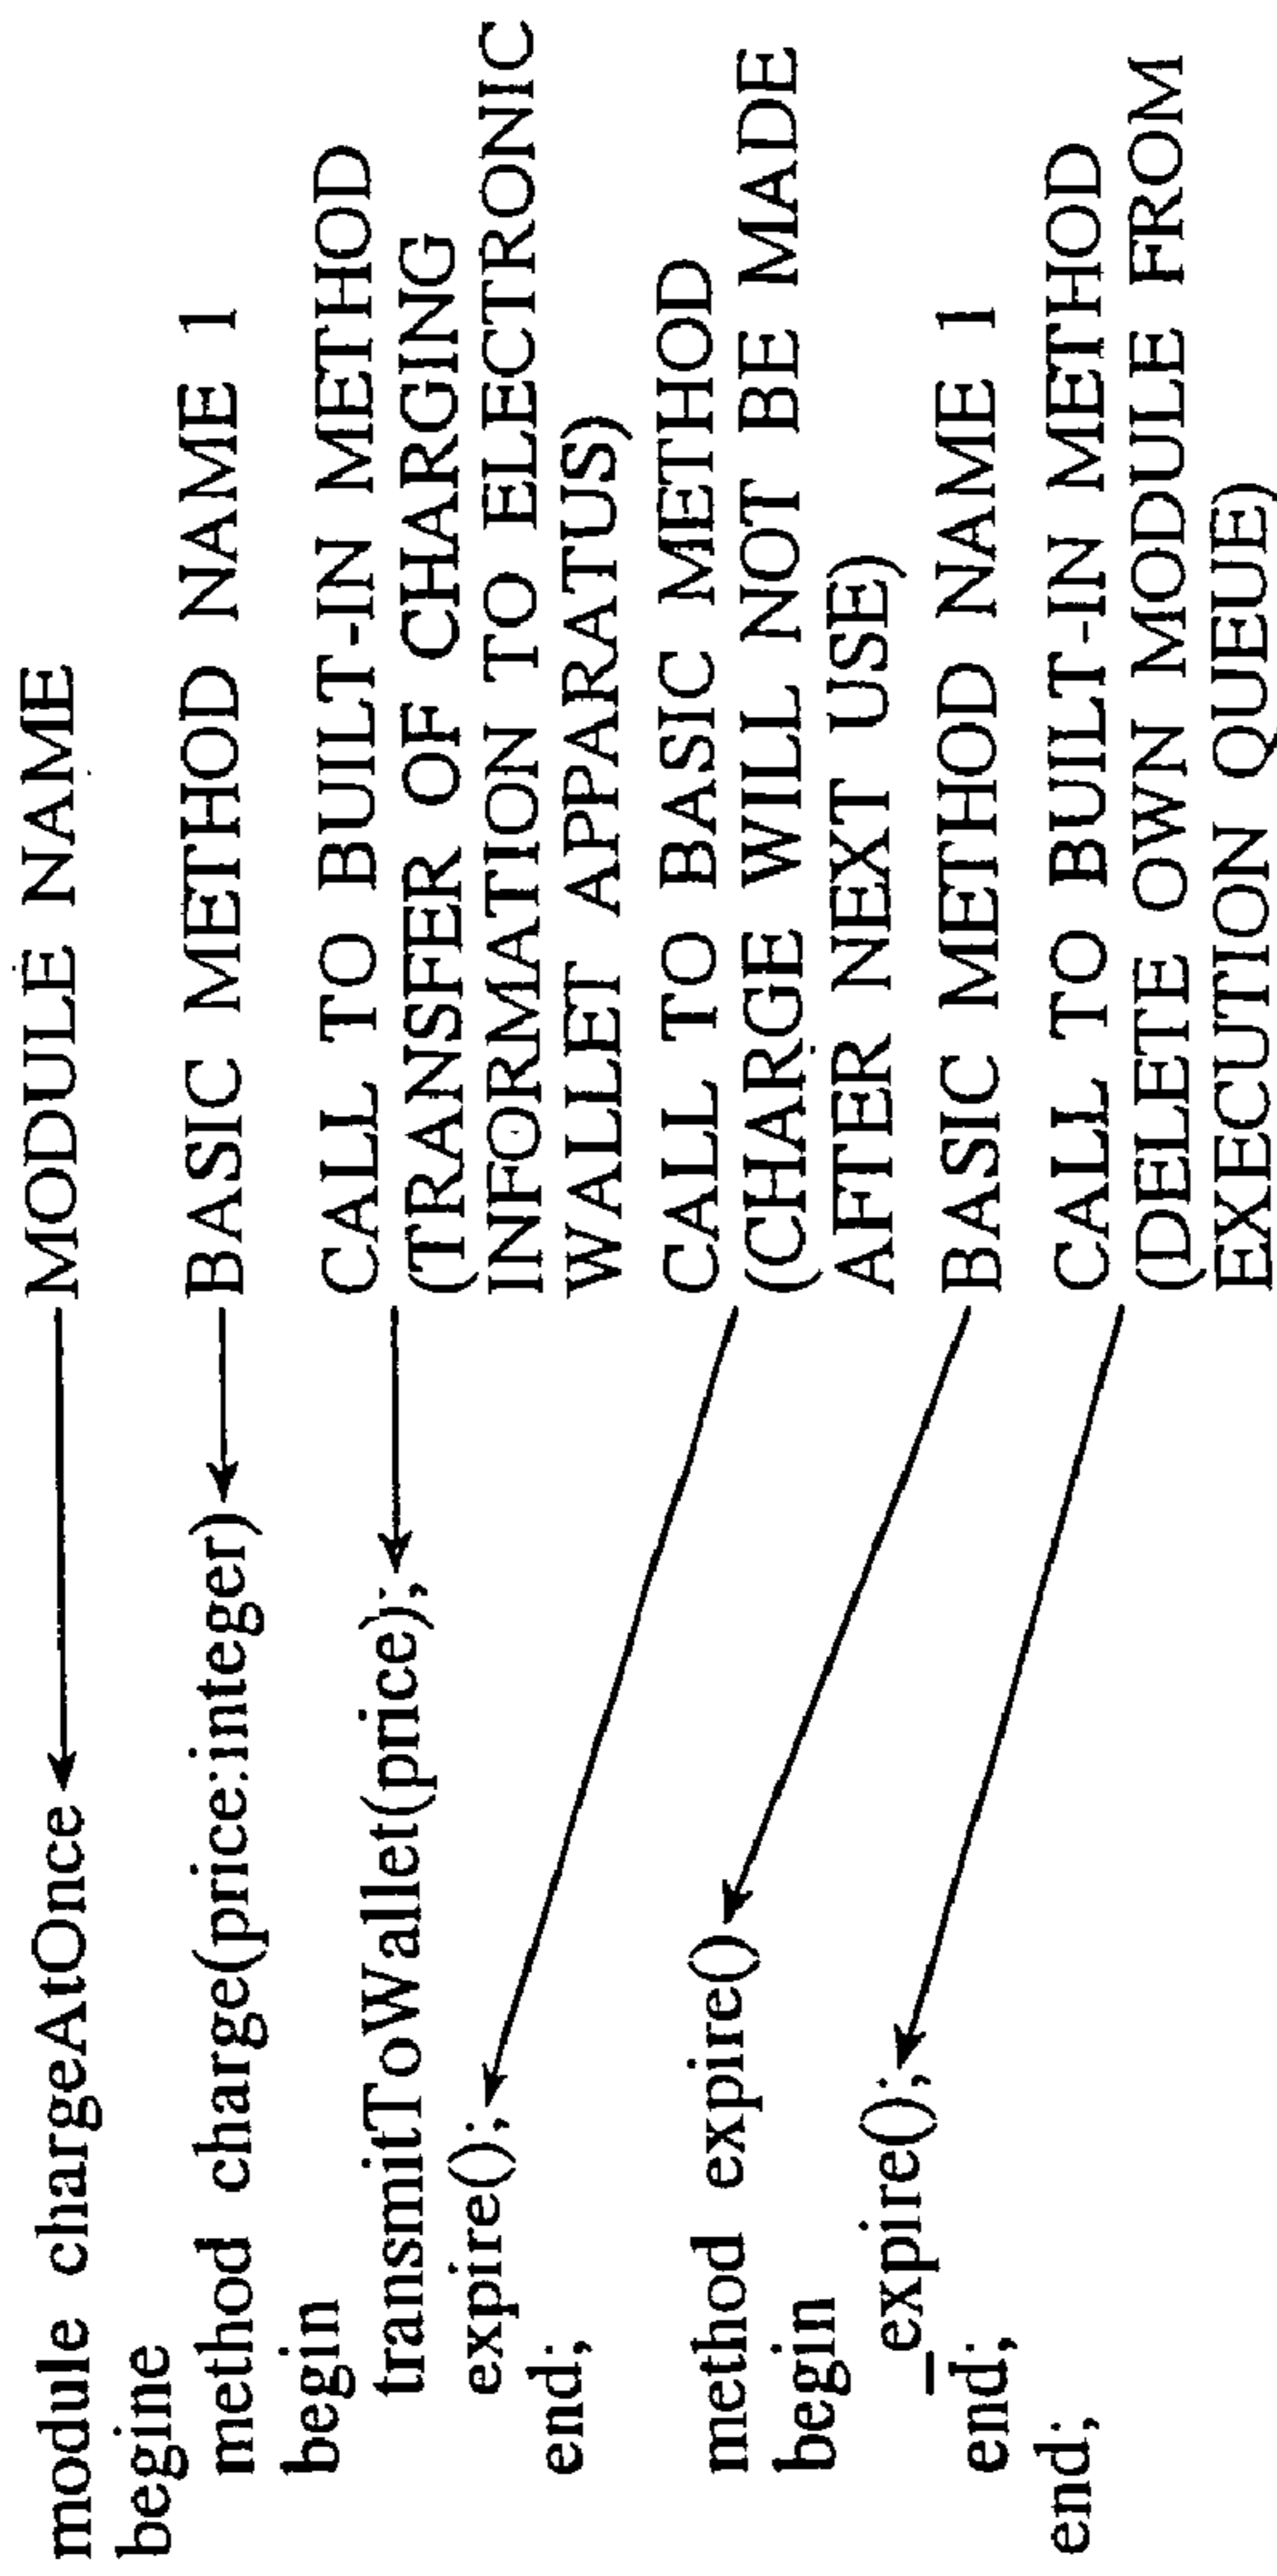 module chargeAtOnce
MODULE NAME
begine
method charge(price:integer)
BASIC METHOD NAME 1
begin
transmitToWallet(price);
CALL TO BUILT-IN METHOD
(TRANSFER OF CHARGING
INFORMATION TO ELECTRONIC
WALLET APPARATUS)
expire();
CALL TO BASIC METHOD
(CHARGE WILL NOT BE MADE
AFTER NEXT USE)
end;
method expire()
BASIC METHOD NAME 1
begin
_expire();
CALL TO BUILT-IN METHOD
(DELETE OWN MODULE FROM
EXECUTION QUEUE)
end;
end;